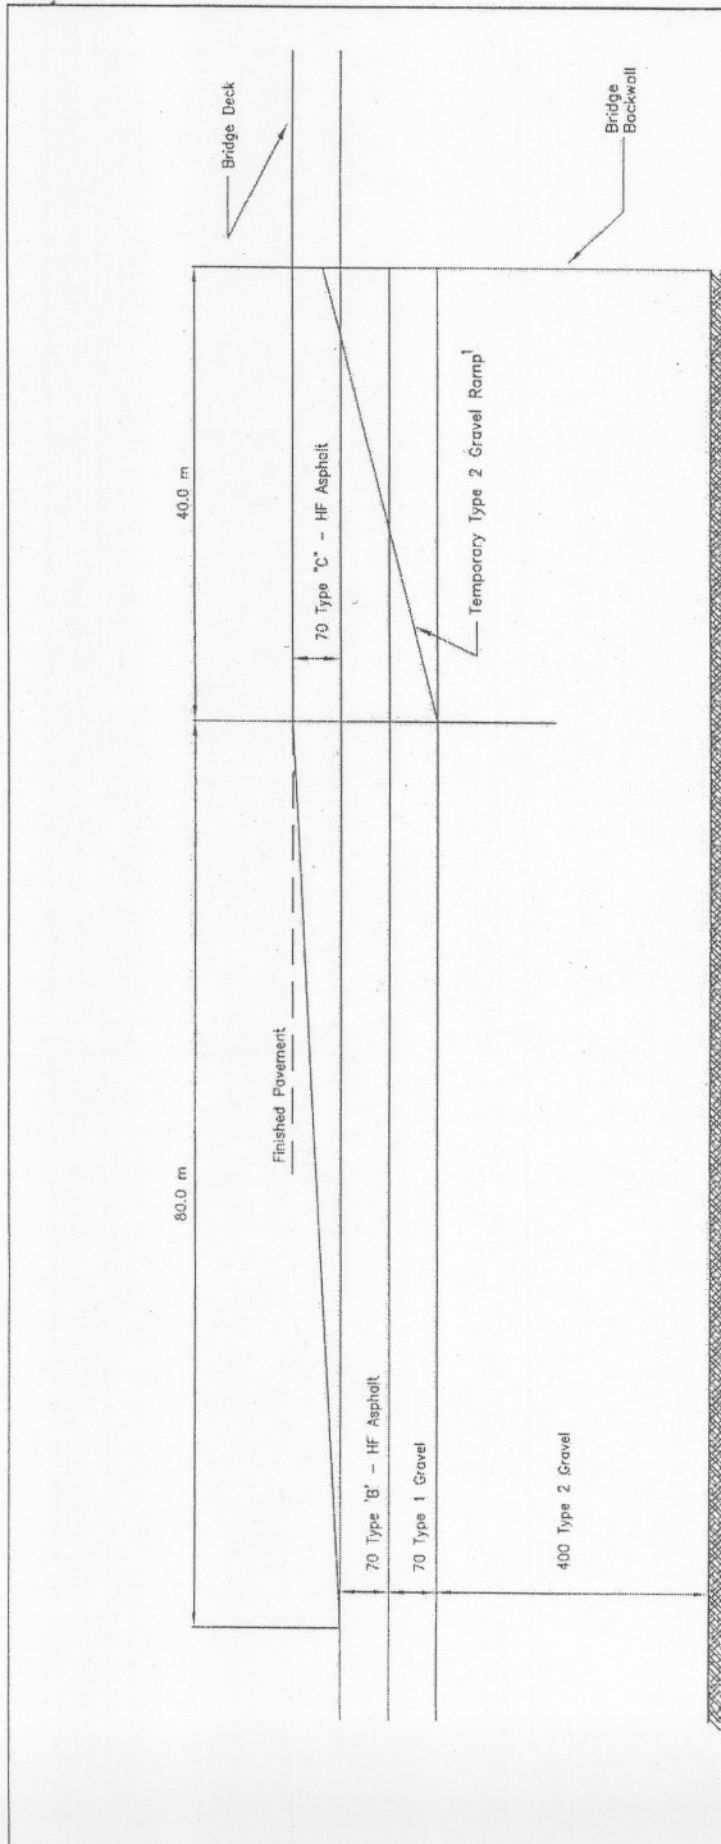 80.0 m
40.0 m
Bridge Deck
Finished Pavement
70 Type "C" - HF Asphalt
70 Type 'B' - HF Asphalt
70 Type 1 Gravel
Temporary Type 2 Gravel Ramp¹
400 Type 2 Gravel
Bridge
Backwall